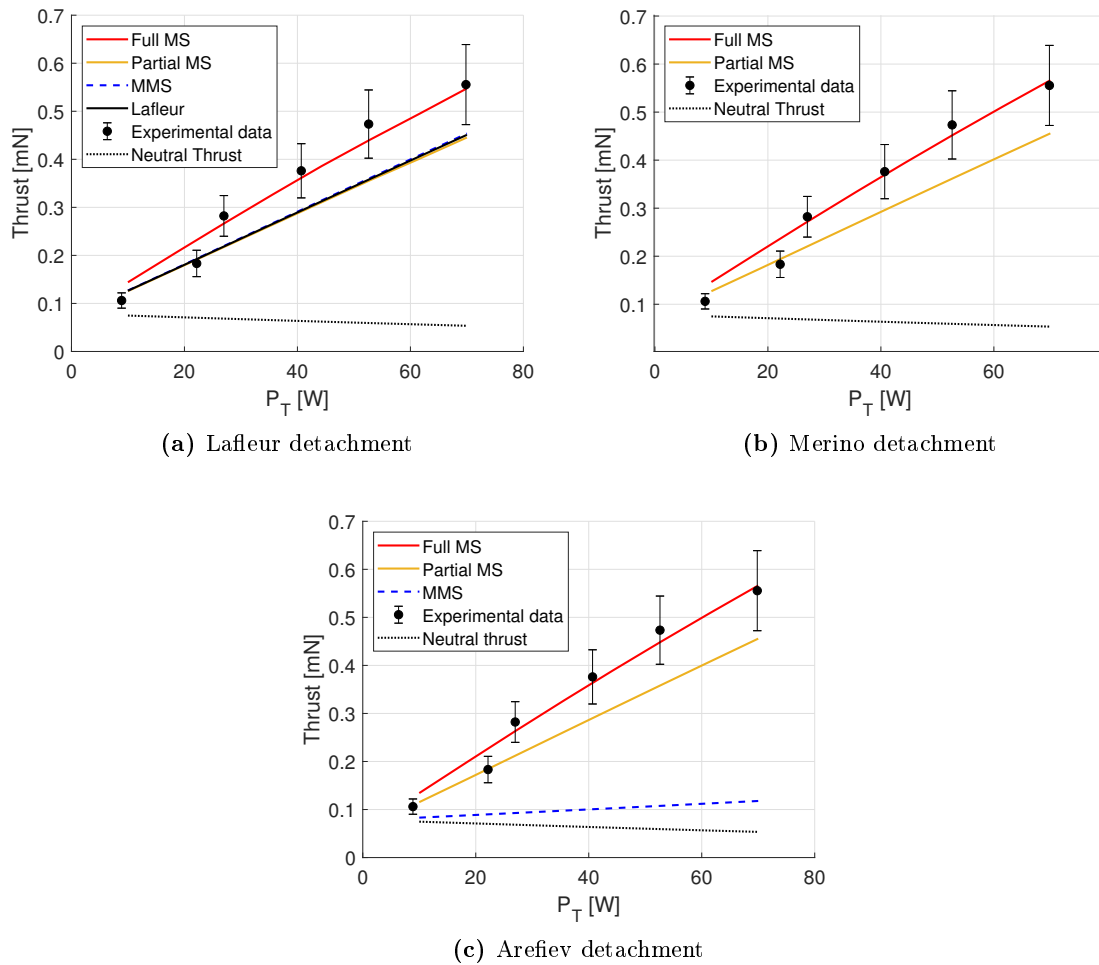 0.7
0.6
0.5
0.4
0.3
0.2
0.1
0
Thrust [mN]
Full MS
Partial MS
MMS
Lafleur
Experimental data
Neutral Thrust
0 20 40 60 80
P_T [W]
(a) Lafleur detachment
0.7
0.6
0.5
0.4
0.3
0.2
0.1
Thrust [mN]
Full MS
Partial MS
Experimental data
Neutral Thrust
0 20 40 60
P_T [W]
(b) Merino detachment
0.7
0.6
0.5
0.4
0.3
0.2
0.1
0
Thrust [mN]
Full MS
Partial MS
MMS
Experimental data
Neutral thrust
0 20 40 60 80
P_T [W]
(c) Arefiev detachment